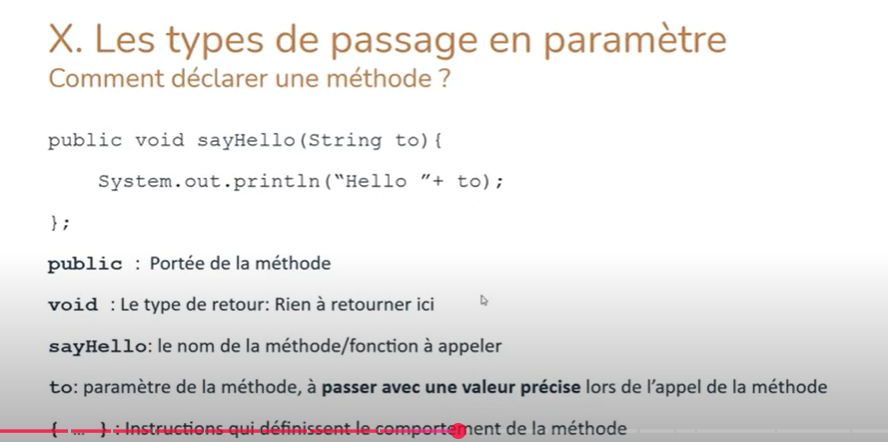 X. Les types de passage en paramètre
Comment déclarer une méthode ?
public void sayHello(String to){
System.out.println(“Hello ”+ to);
};
public : Portée de la méthode
void : Le type de retour: Rien à retourner ici
sayHello: le nom de la méthode/fonction à appeler
to: paramètre de la méthode, à passer avec une valeur précise lors de l’appel de la méthode
{ … } : Instructions qui définissent le comportement de la méthode